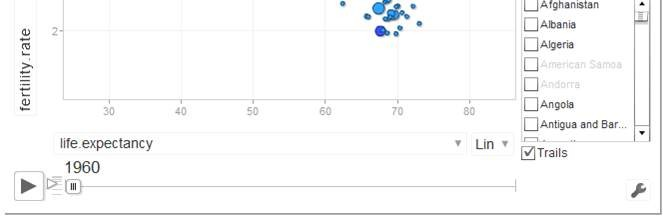 Afghanistan
Albania
Algeria
American Samoa
Andorra
Angola
Antigua and Bar...
fertility.rate
2
30 40 50 60 70 80
life.expectancy
Lin
Trails
1960